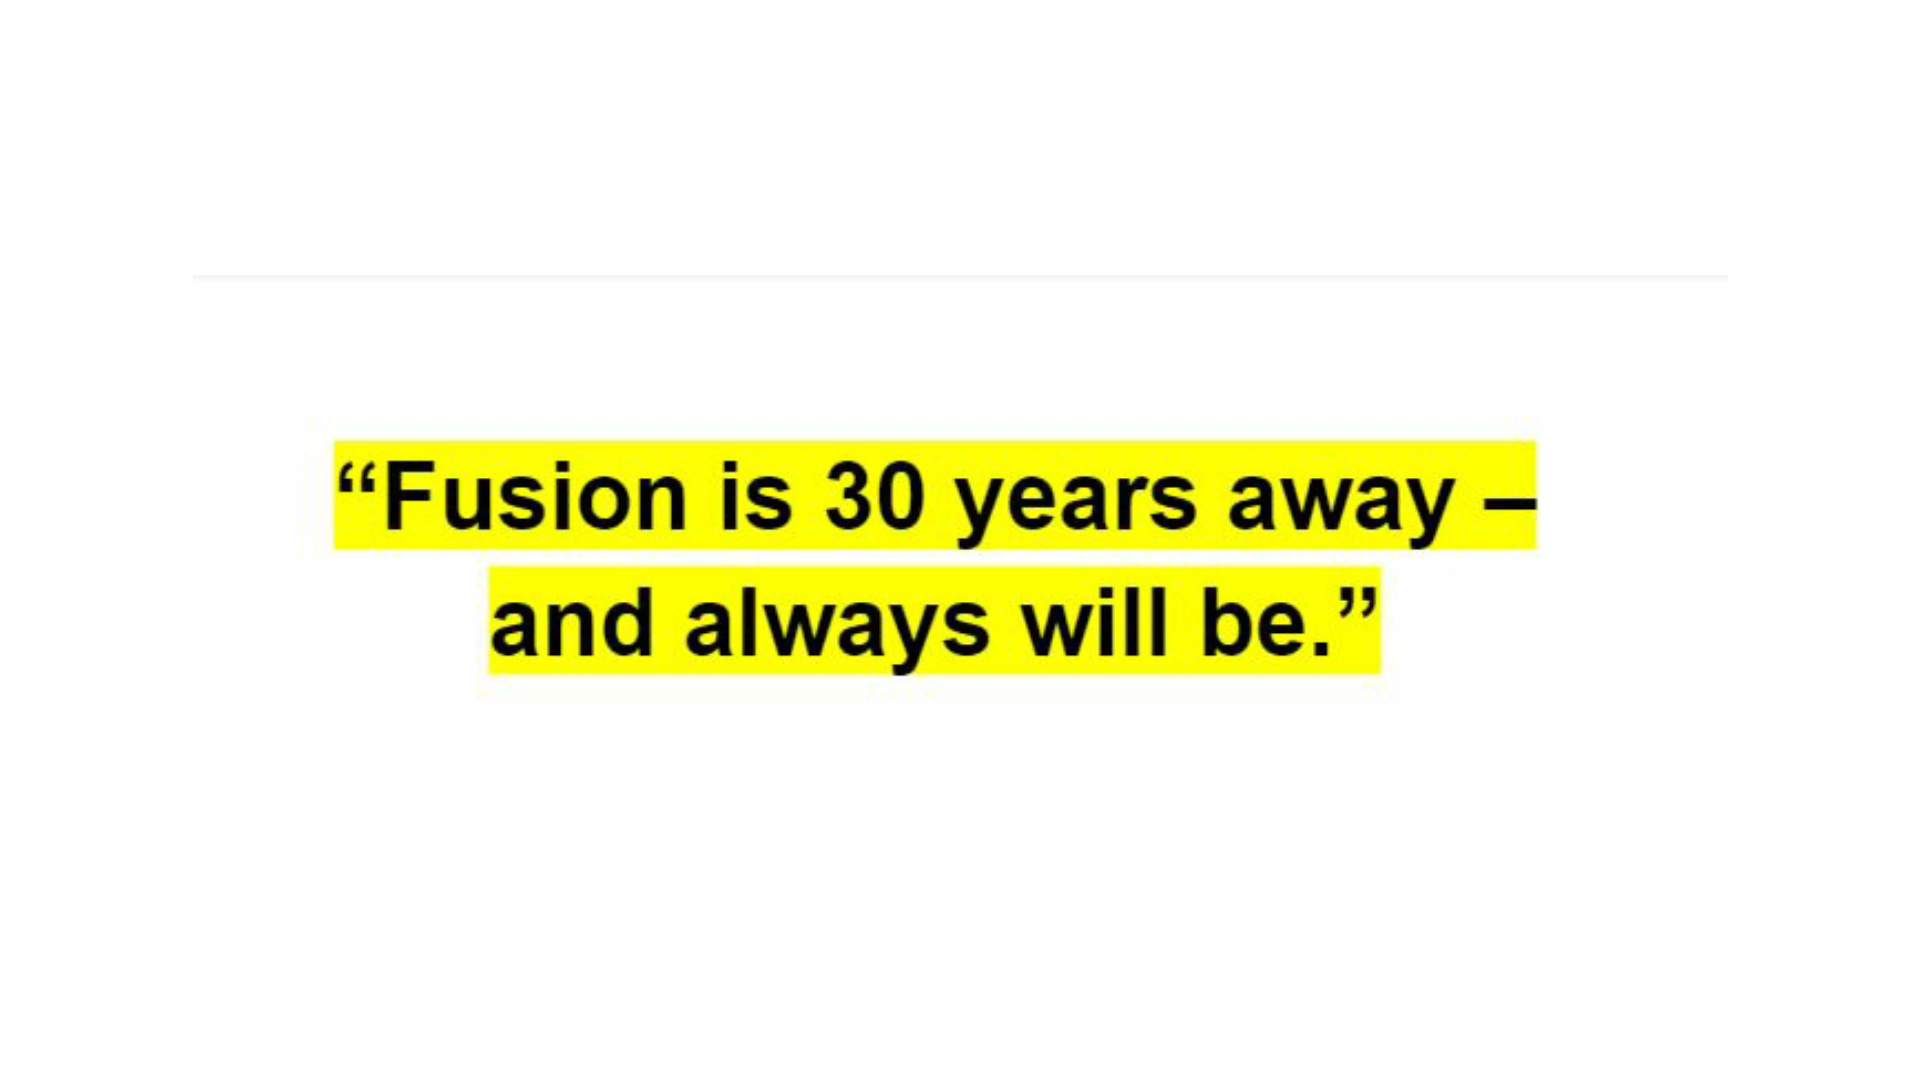 “Fusion is 30 years away –
and always will be.”